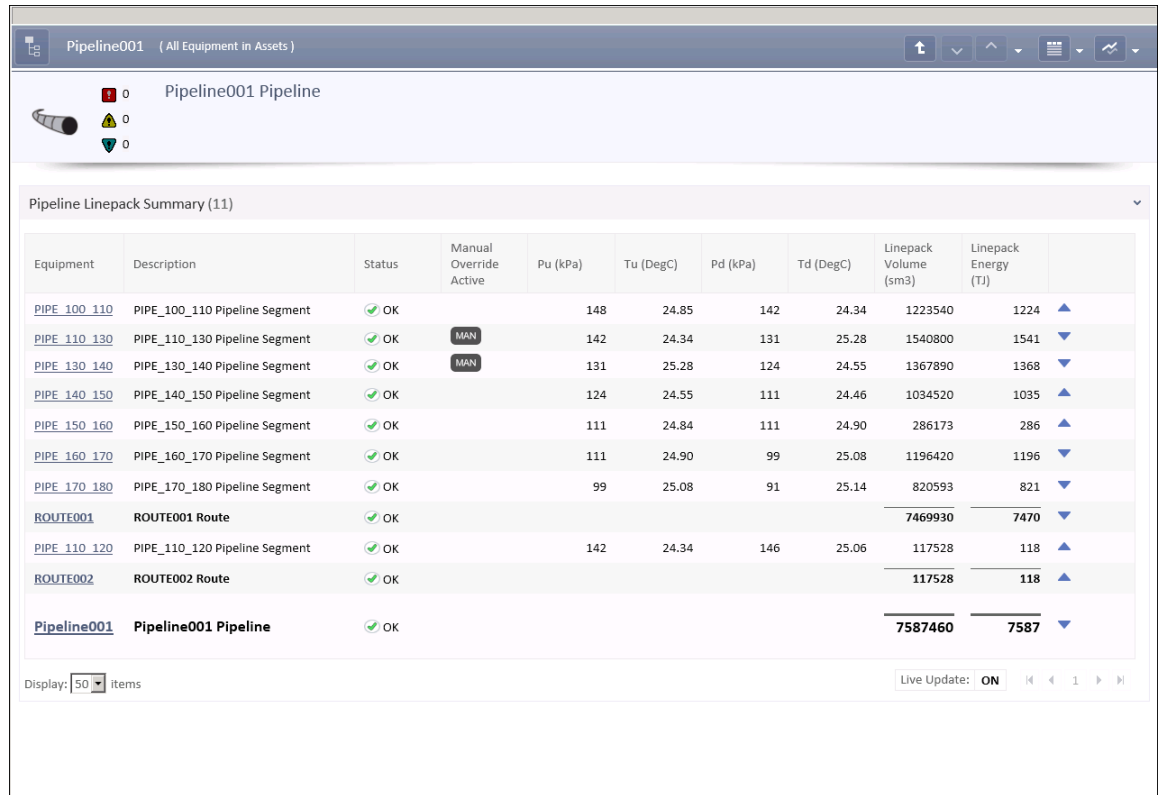 Pipeline001 ( All Equipment in Assets )
0 Pipeline001 Pipeline
0
0
Pipeline Linepack Summary (11)
Equipment Description Status Manual Override Active Pu (kPa) Tu (DegC) Pd (kPa) Td (DegC) Linepack Volume (sm3) Linepack Energy (TJ)
PIPE_100_110 PIPE_100_110 Pipeline Segment OK 148 24.85 142 24.34 1223540 1224
PIPE_110_130 PIPE_110_130 Pipeline Segment OK MAN 142 24.34 131 25.28 1540800 1541
PIPE_130_140 PIPE_130_140 Pipeline Segment OK MAN 131 25.28 124 24.55 1367890 1368
PIPE_140_150 PIPE_140_150 Pipeline Segment OK 124 24.55 111 24.46 1034520 1035
PIPE_150_160 PIPE_150_160 Pipeline Segment OK 111 24.84 111 24.90 286173 286
PIPE_160_170 PIPE_160_170 Pipeline Segment OK 111 24.90 99 25.08 1196420 1196
PIPE_170_180 PIPE_170_180 Pipeline Segment OK 99 25.08 91 25.14 820593 821
ROUTE001 ROUTE001 Route OK 7469930 7470
PIPE_110_120 PIPE_110_120 Pipeline Segment OK 142 24.34 146 25.06 117528 118
ROUTE002 ROUTE002 Route OK 117528 118
Pipeline001 Pipeline001 Pipeline OK 7587460 7587
Display: 50 items Live Update: ON 1